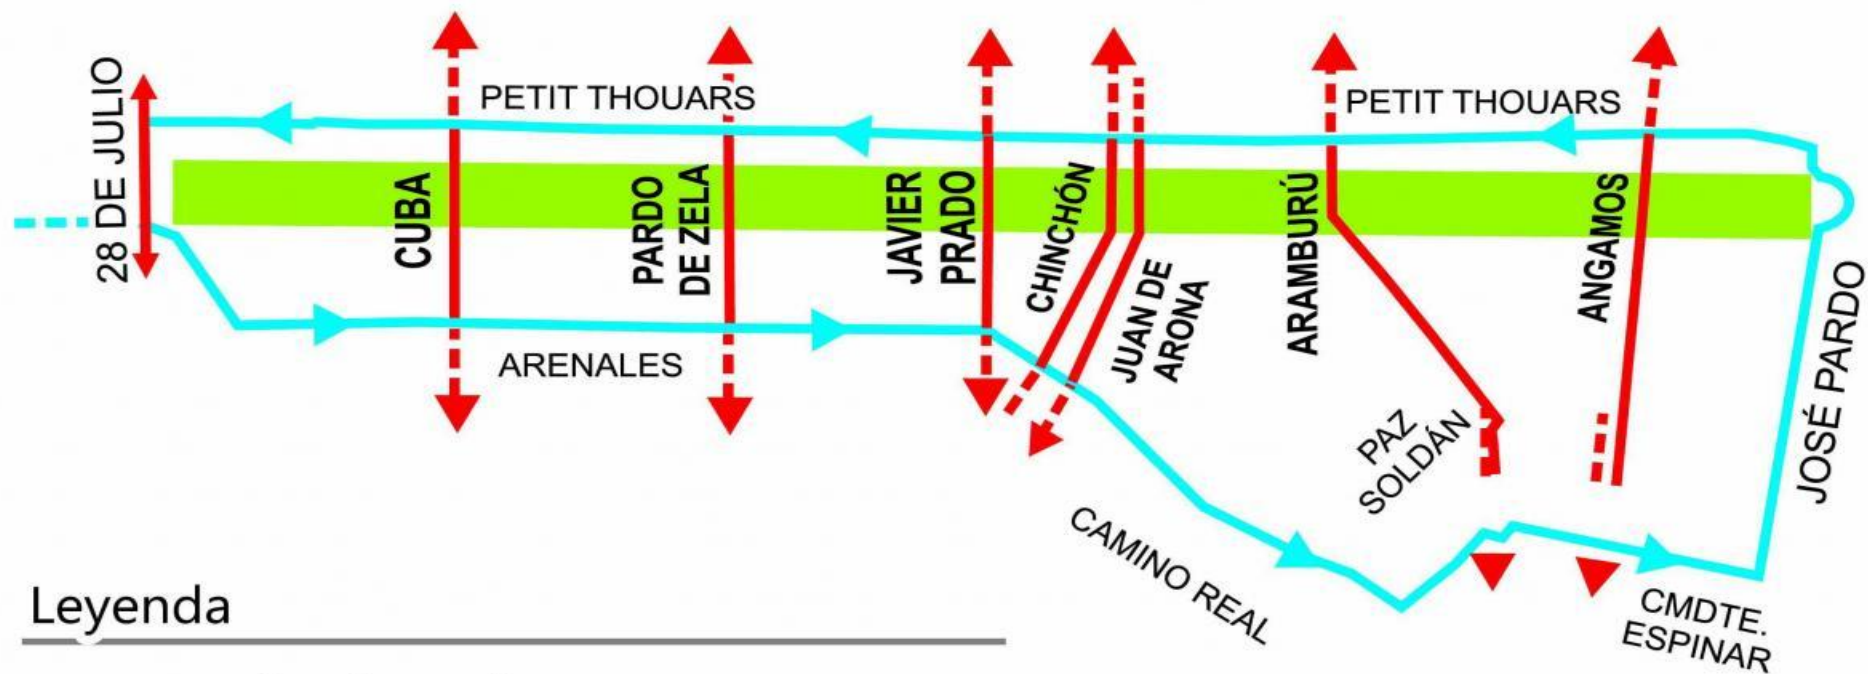 28 DE JULIO
PETIT THOUARS
PETIT THOUARS
CUBA
PARDO
DE ZELA
JAVIER
PRADO
CHINCHÓN
JUAN DE
ARONA
ARAMBURÚ
ANGAMOS
ARENALES
PAZ
SOLDÁN
JOSÉ PARDO
CAMINO REAL
CMDTE.
ESPINAR
Leyenda